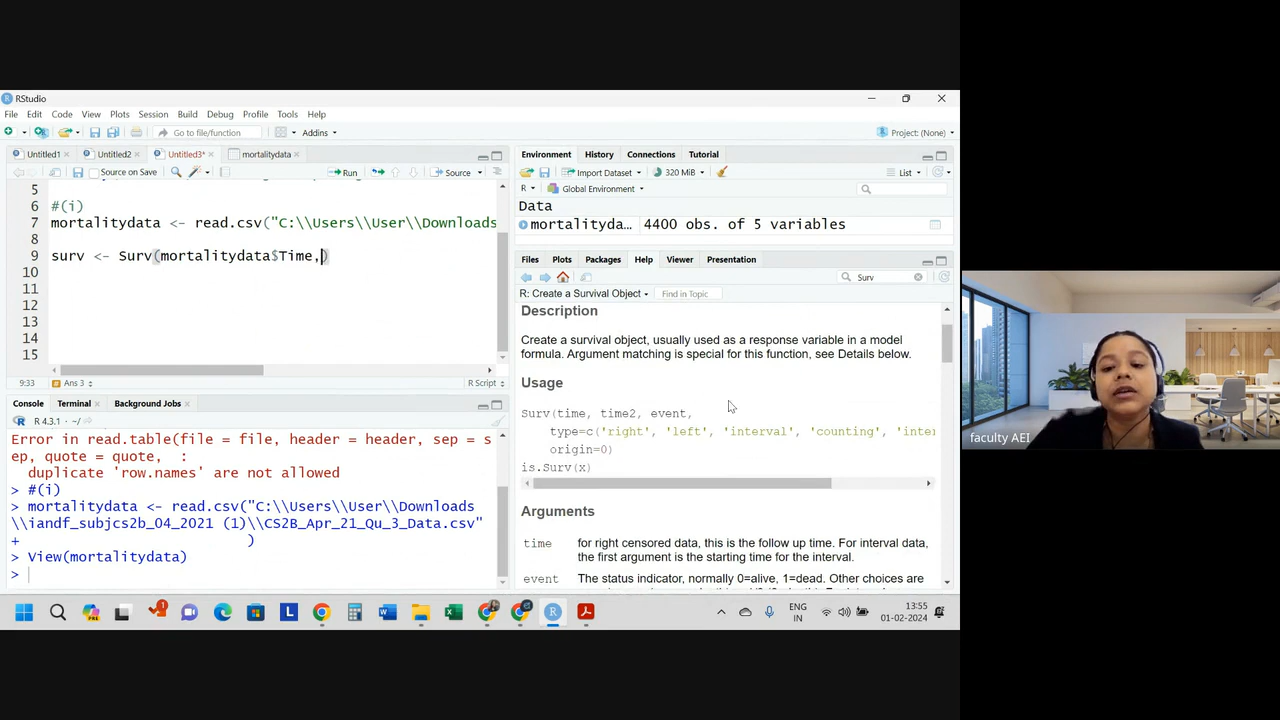 RStudio
File Edit Code View Plots Session Build Debug Profile Tools Help
Go to file/function
Addins
Project: (None)
Untitled1
Untitled2
Untitled3*
mortalitydata
Source on Save
Run
Source
5
6 #(i)
7 mortalitydata <- read.csv("C:\\Users\\User\\Downloads
8
9 surv <- Surv(mortalitydata$Time,)
10
11
12
13
14
15
9:33
Ans 3
R Script
Console
Terminal
Background Jobs
R 4.3.1 · ~/
Error in read.table(file = file, header = header, sep = s
ep, quote = quote,  :
duplicate 'row.names' are not allowed
> #(i)
> mortalitydata <- read.csv("C:\\Users\\User\\Downloads
\\iandf_subjcs2b_04_2021 (1)\\CS2B_Apr_21_Qu_3_Data.csv"
+ )
> View(mortalitydata)
>
Environment
History
Connections
Tutorial
Import Dataset
320 MiB
List
R
Global Environment
Data
mortalityda… 4400 obs. of 5 variables
Files
Plots
Packages
Help
Viewer
Presentation
Surv
R: Create a Survival Object
Find in Topic
Description
Create a survival object, usually used as a response variable in a model
formula. Argument matching is special for this function, see Details below.
Usage
Surv(time, time2, event,
type=c('right', 'left', 'interval', 'counting', 'inter
origin=0)
is.Surv(x)
Arguments
time for right censored data, this is the follow up time. For interval data,
the first argument is the starting time for the interval.
event The status indicator, normally 0=alive, 1=dead. Other choices are
ENG
IN
13:55
01-02-2024
faculty AEI